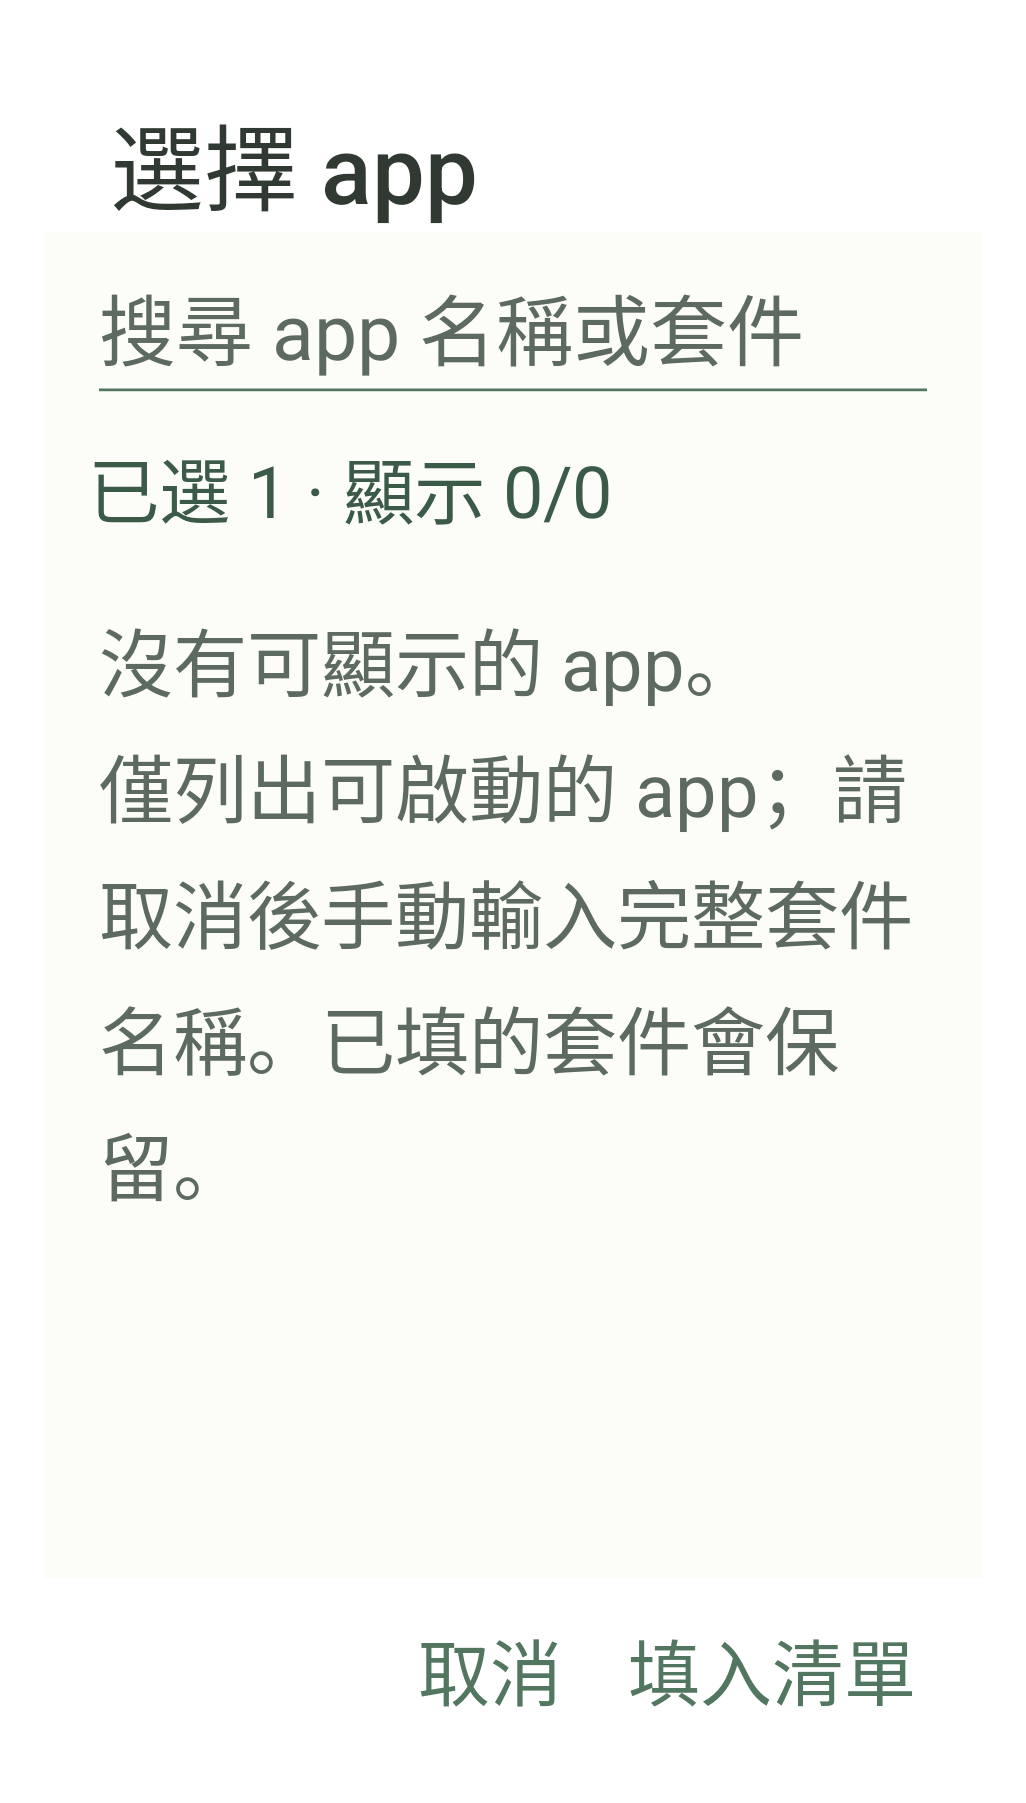 選擇 app
搜尋 app 名稱或套件
已選 1 · 顯示 0/0
沒有可顯示的 app。
僅列出可啟動的 app；請
取消後手動輸入完整套件
名稱。已填的套件會保
留。
取消 填入清單